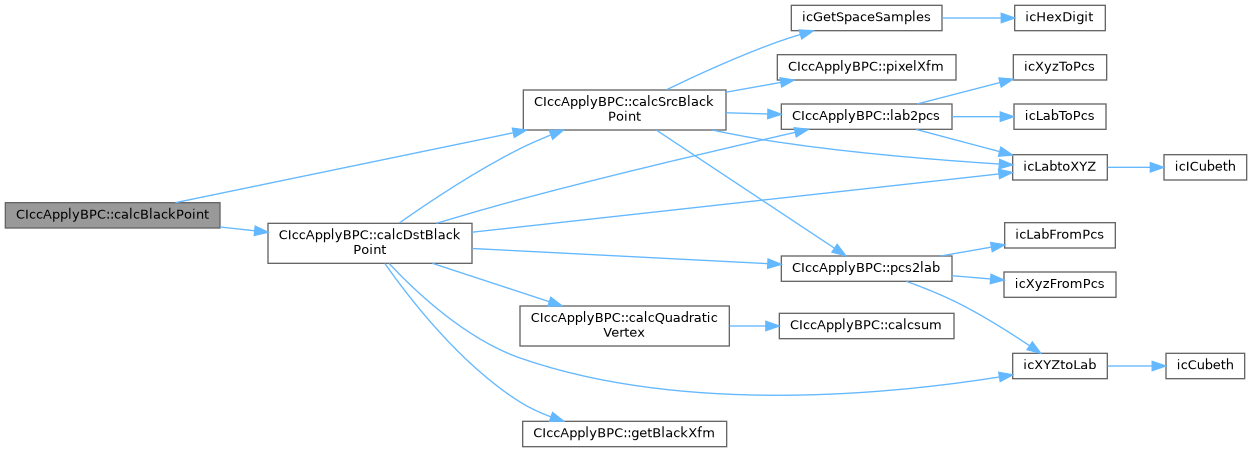 CIccApplyBPC::calcBlackPoint
CIccApplyBPC::calcSrcBlack
Point
CIccApplyBPC::calcDstBlack
Point
icGetSpaceSamples
icHexDigit
CIccApplyBPC::pixelXfm
CIccApplyBPC::lab2pcs
icXyzToPcs
icLabToPcs
icLabtoXYZ
icICubeth
CIccApplyBPC::pcs2lab
icLabFromPcs
icXyzFromPcs
CIccApplyBPC::calcQuadratic
Vertex
CIccApplyBPC::calcsum
icXYZtoLab
icCubeth
CIccApplyBPC::getBlackXfm